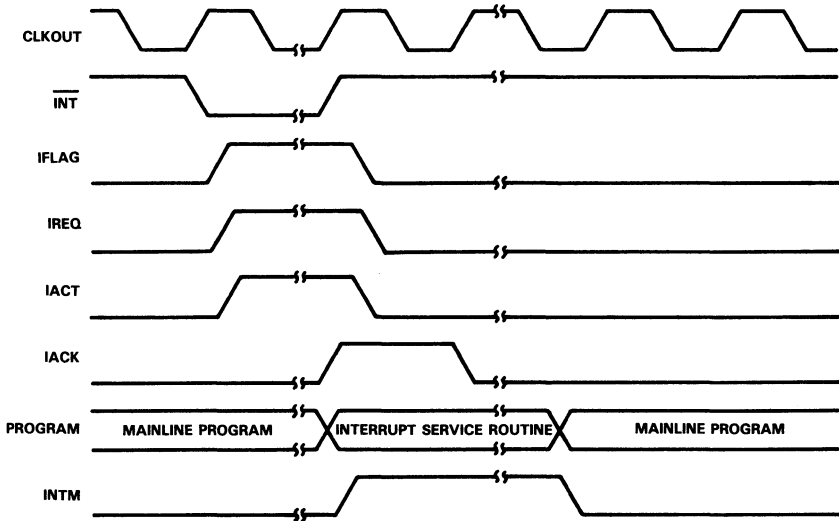 CLKOUT
INT
IFLAG
IREQ
IACT
IACK
PROGRAM MAINLINE PROGRAM INTERRUPT SERVICE ROUTINE MAINLINE PROGRAM
INTM